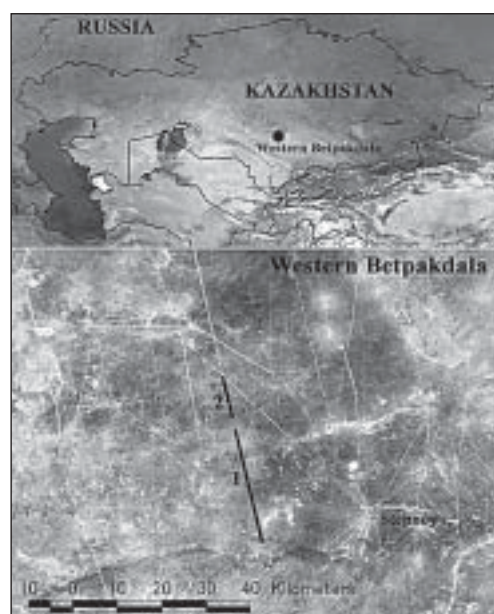 RUSSIA
KAZAKHSTAN
Western Betpakdala
Western Betpakdala
2
1
10 0 10 20 30 40 Kilometers